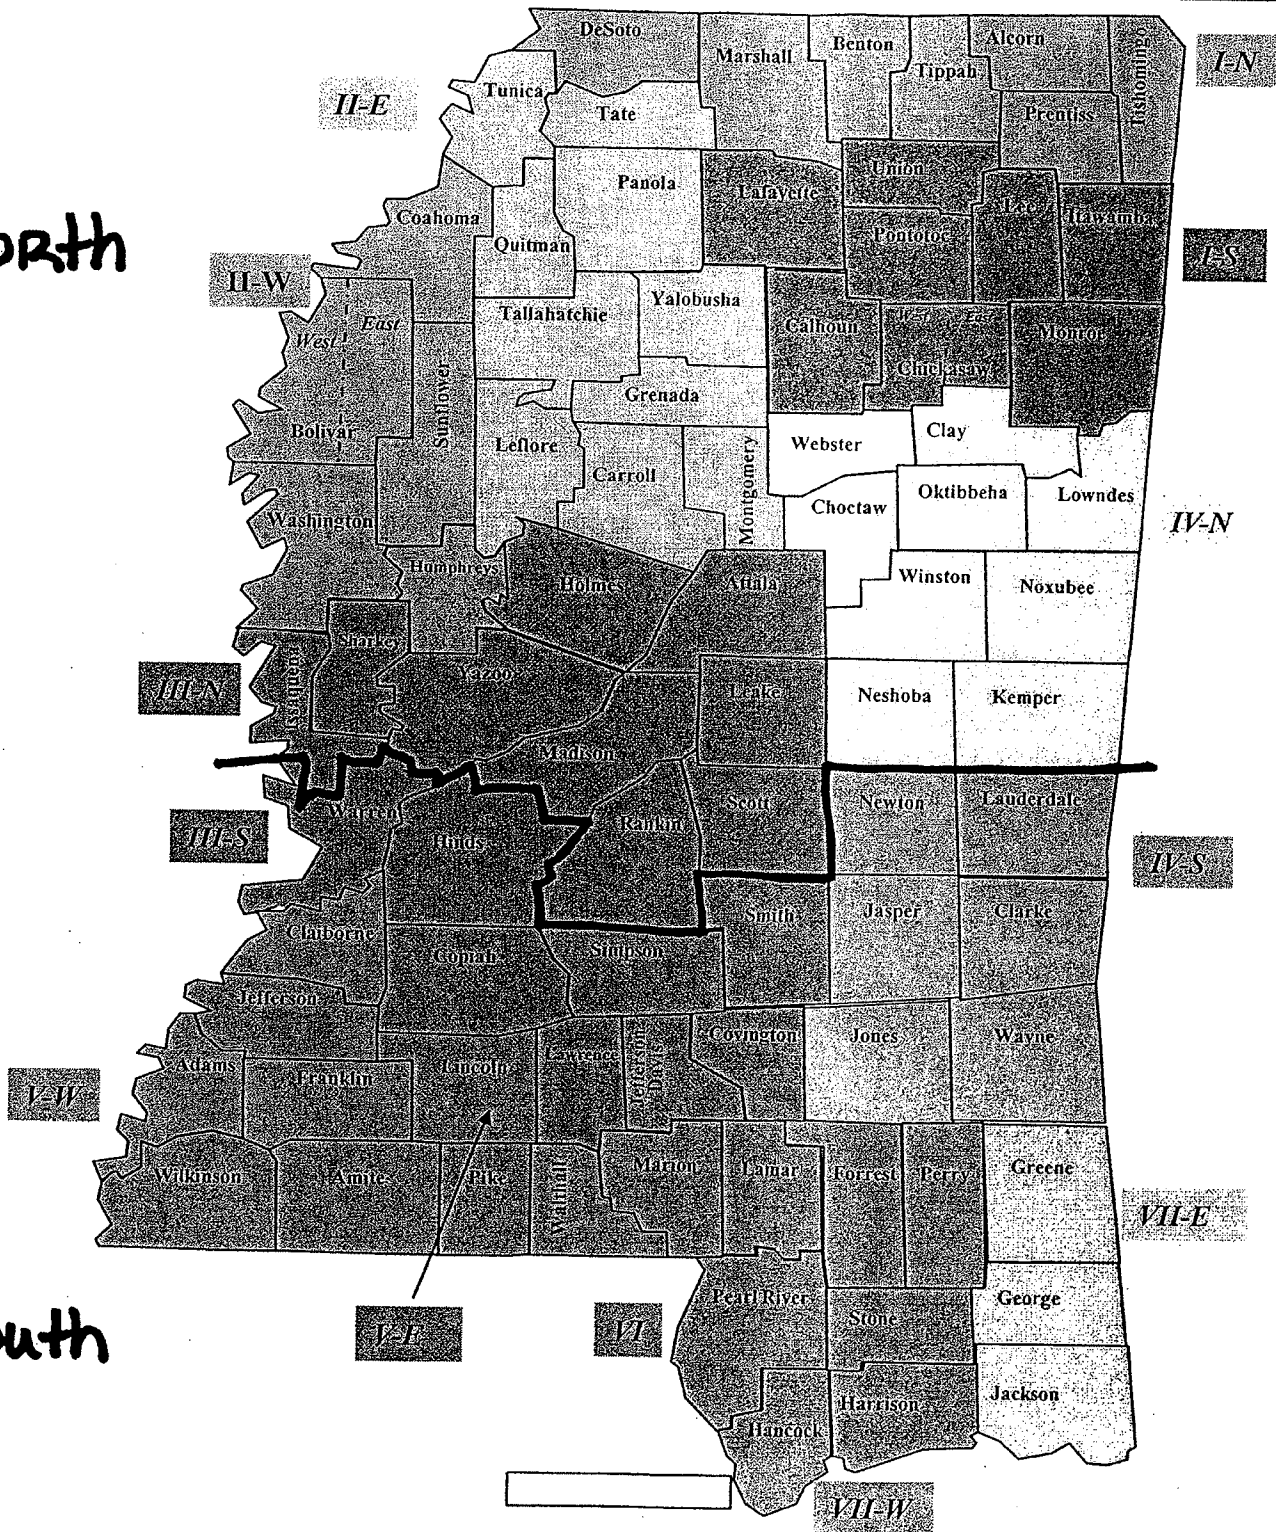 DeSoto
Marshall
Benton
Tippah
Alcorn
Tishomingo
I-N
II-E
Tunica
Tate
Prentiss
Panola
Lafayette
Union
Lee
Itawamba
Coahoma
Quitman
Pontotoc
I-S
II-W
Tallahatchie
Yalobusha
Calhoun
West East
Chickasaw
Monroe
West East
Bolivar
Sunflower
Grenada
Leflore
Carroll
Montgomery
Webster
Clay
Choctaw
Oktibbeha
Lowndes
IV-N
Washington
Humphreys
Holmes
Attala
Winston
Noxubee
III-N
Sharkey
Yazoo
Leake
Neshoba
Kemper
Madison
III-S
Warren
Hinds
Rankin
Scott
Newton
Lauderdale
IV-S
Claiborne
Copiah
Simpson
Smith
Jasper
Clarke
Jefferson
Adams
Franklin
Lincoln
Lawrence
Jefferson
Davis
Covington
Jones
Wayne
V-W
Wilkinson
Amite
Pike
Walthall
Marion
Lamar
Forrest
Perry
Greene
VII-E
V-E
VI
Pearl River
Stone
George
Hancock
Harrison
Jackson
VII-W